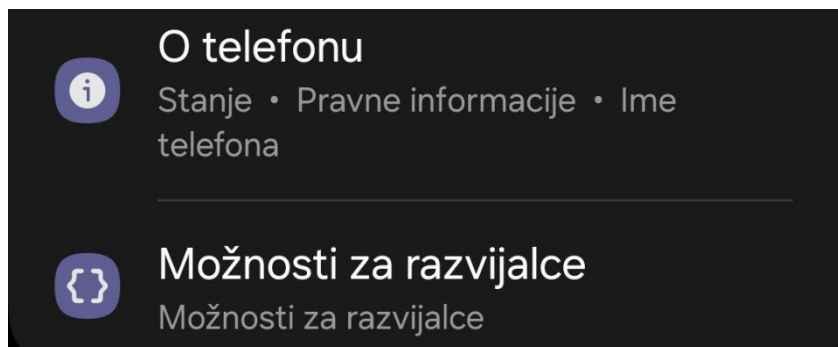 O telefonu
Stanje • Pravne informacije • Ime
telefona
Možnosti za razvijalce
Možnosti za razvijalce